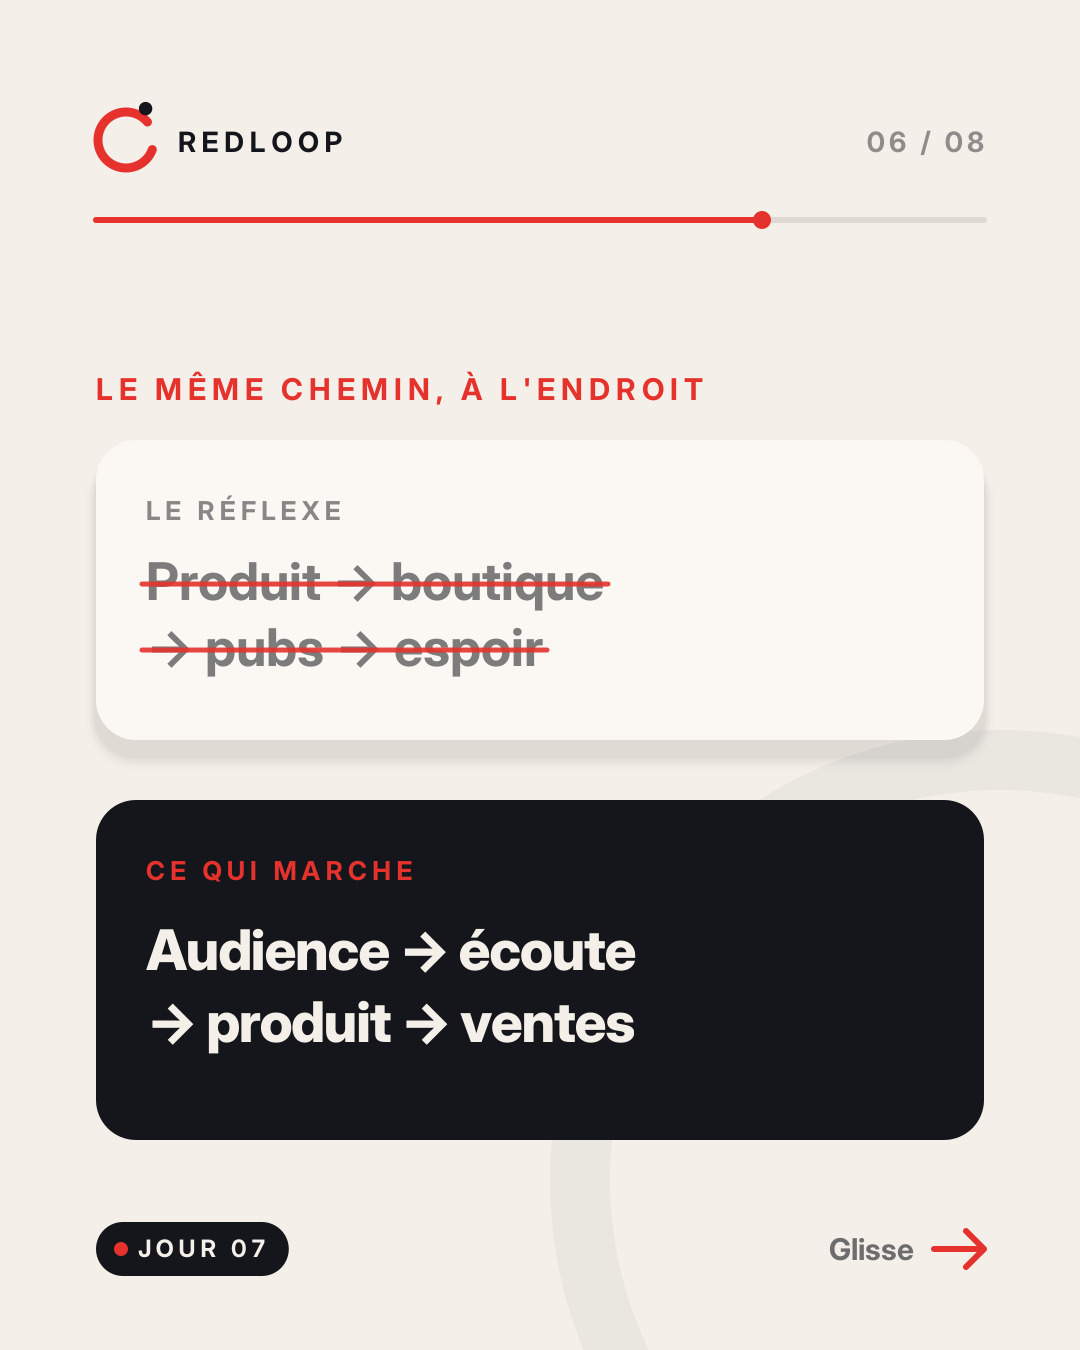 REDLOOP
06 / 08
LE MÊME CHEMIN, À L'ENDROIT
LE RÉFLEXE
Produit → boutique
→ pubs → espoir
CE QUI MARCHE
Audience → écoute
→ produit → ventes
JOUR 07
Glisse →